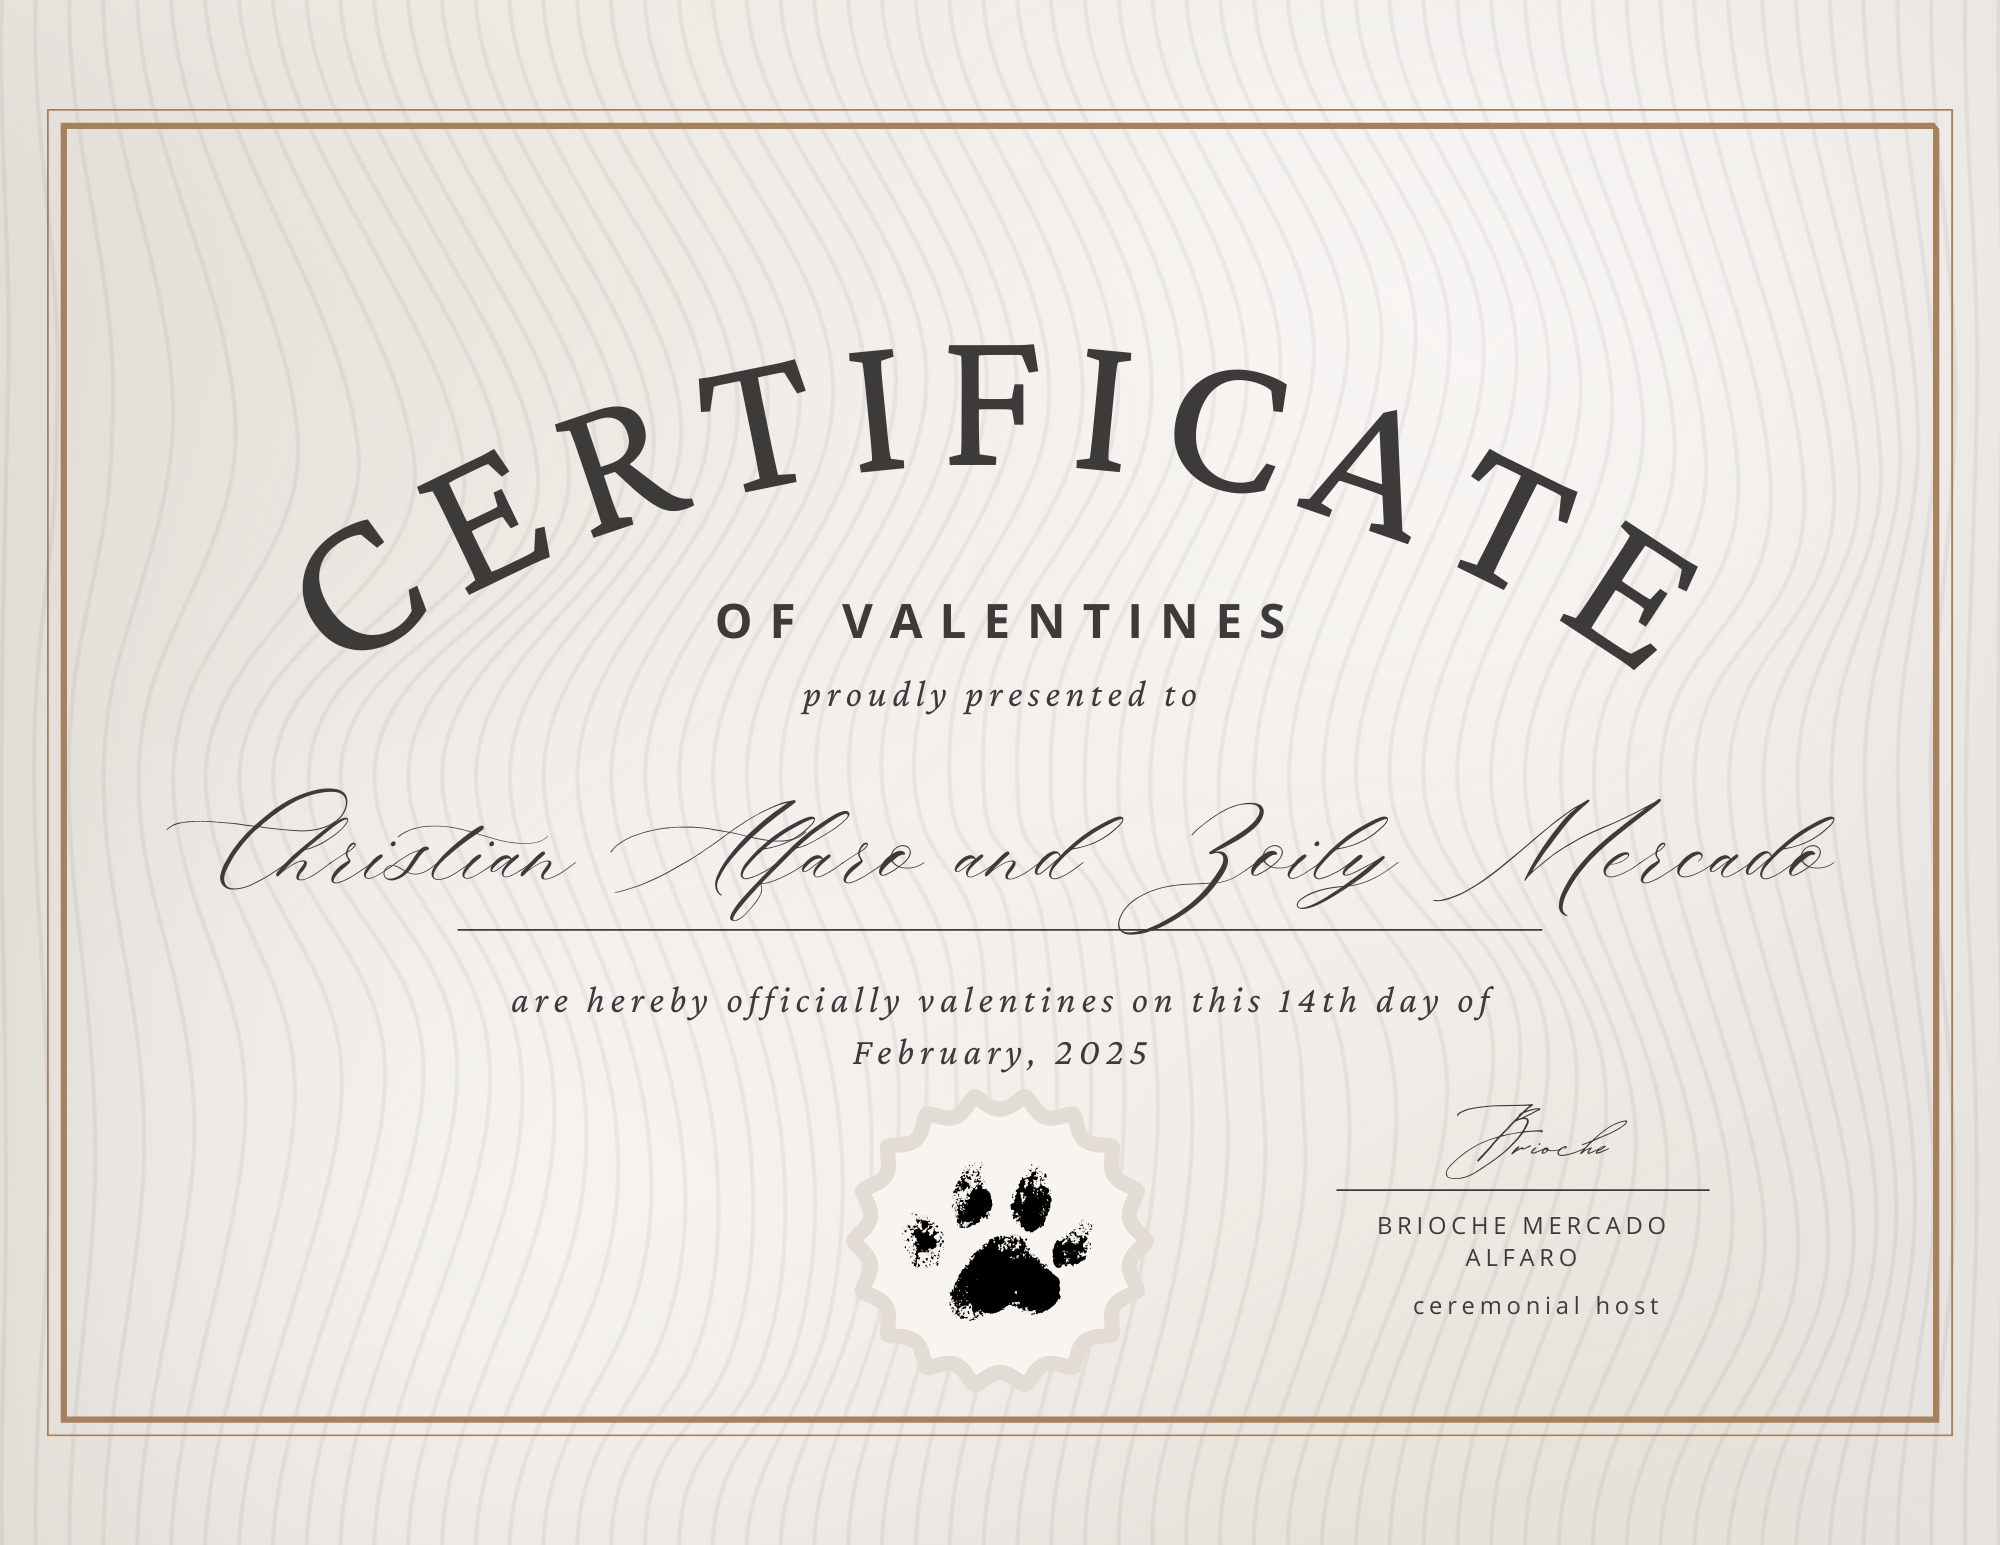 CERTIFICATE
OF VALENTINES
proudly presented to
Christian Alfaro and Zoily Mercado
are hereby officially valentines on this 14th day of
February, 2025
Brioche
BRIOCHE MERCADO
ALFARO
ceremonial host